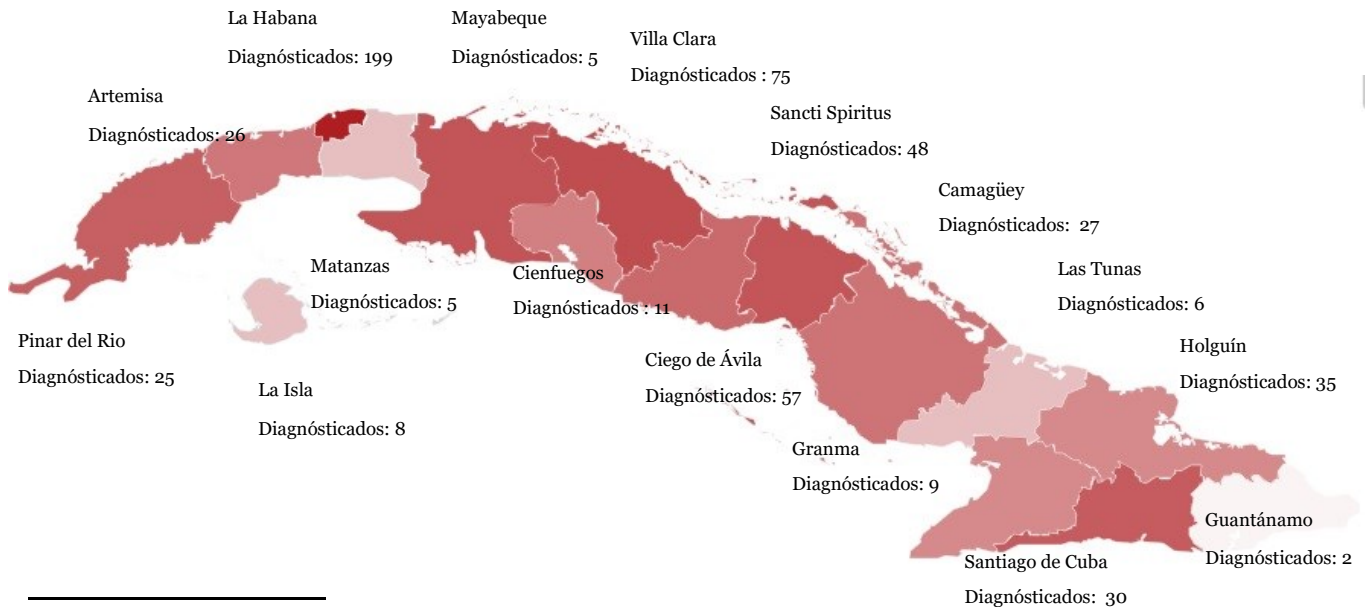 La Habana
Diagnósticados: 199
Mayabeque
Diagnósticados: 5
Villa Clara
Diagnósticados : 75
Artemisa
Diagnósticados: 26
Sancti Spiritus
Diagnósticados: 48
Camagüey
Diagnósticados: 27
Matanzas
Diagnósticados: 5
Cienfuegos
Diagnósticados : 11
Las Tunas
Diagnósticados: 6
Pinar del Rio
Diagnósticados: 25
Ciego de Ávila
Diagnósticados: 57
Holguín
Diagnósticados: 35
La Isla
Diagnósticados: 8
Granma
Diagnósticados: 9
Guantánamo
Diagnósticados: 2
Santiago de Cuba
Diagnósticados: 30